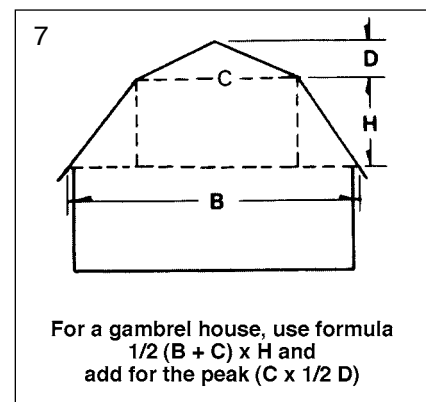 7
D
C
H
B
For a gambrel house, use formula
1/2 (B + C) x H and
add for the peak (C x 1/2 D)